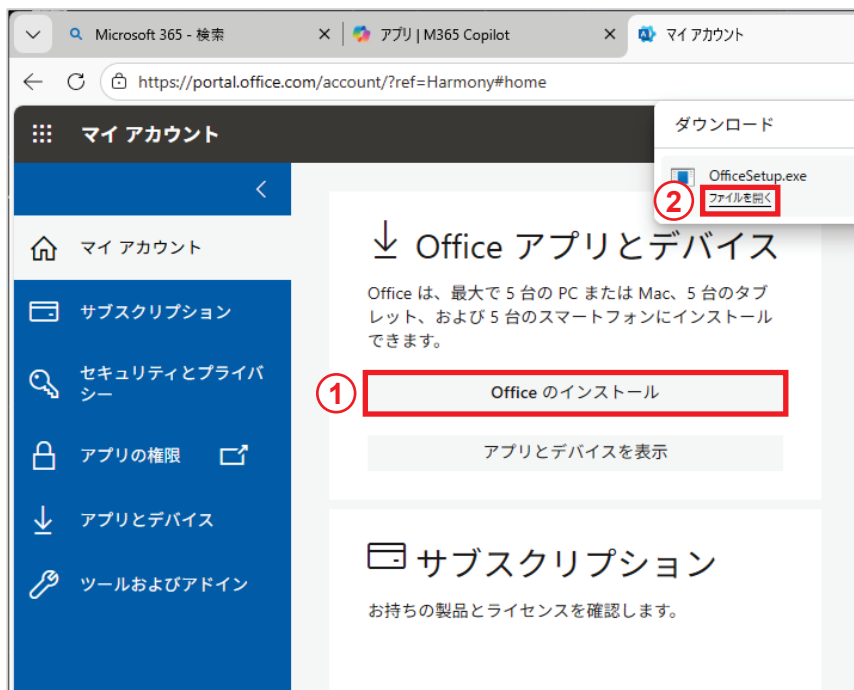 Microsoft 365 - 検索
アプリ | M365 Copilot
マイ アカウント
https://portal.office.com/account/?ref=Harmony#home
マイ アカウント
ダウンロード
OfficeSetup.exe
② ファイルを開く
マイ アカウント
サブスクリプション
セキュリティとプライバ
シー
アプリの権限
アプリとデバイス
ツールおよびアドイン
Office アプリとデバイス
Office は、最大で 5 台の PC または Mac、5 台のタブ
レット、および 5 台のスマートフォンにインストール
できます。
① Office のインストール
アプリとデバイスを表示
サブスクリプション
お持ちの製品とライセンスを確認します。